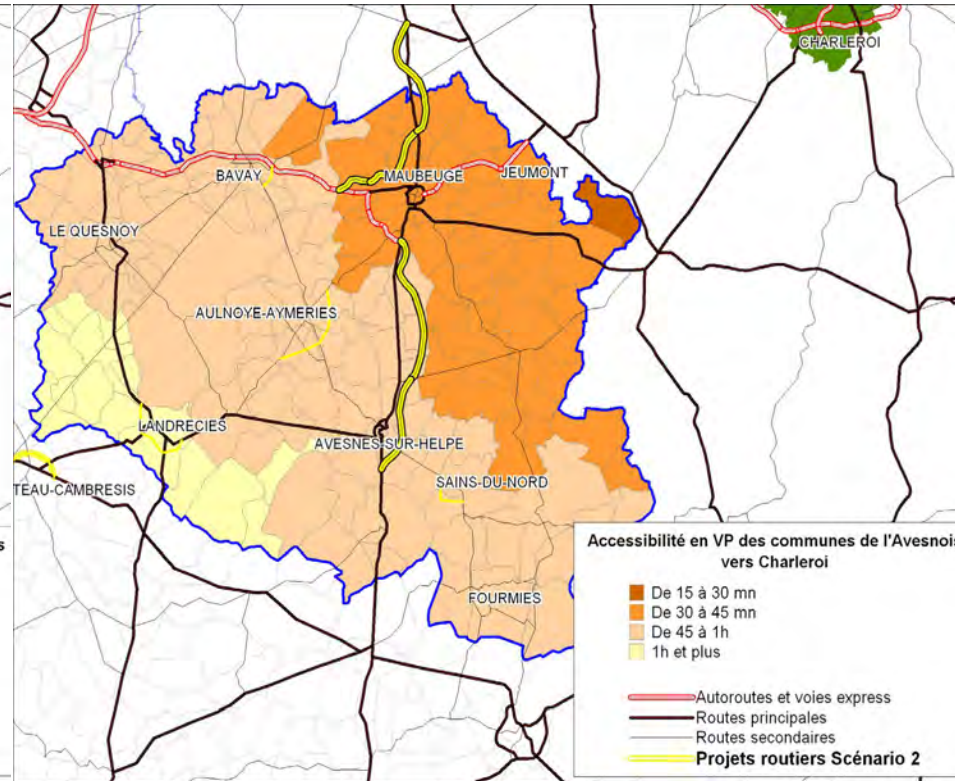 CHARLEROI
BAVAY
MAUBEUGE
JEUMONT
LE QUESNOY
AULNOYE-AYMERIES
LANDRECIES
AVESNES-SUR-HELPE
TEAU-CAMBRESIS
SAINS-DU-NORD
s
FOURMIES
Accessibilité en VP des communes de l'Avesnois
vers Charleroi
De 15 à 30 mn
De 30 à 45 mn
De 45 à 1h
1h et plus
Autoroutes et voies express
Routes principales
Routes secondaires
Projets routiers Scénario 2